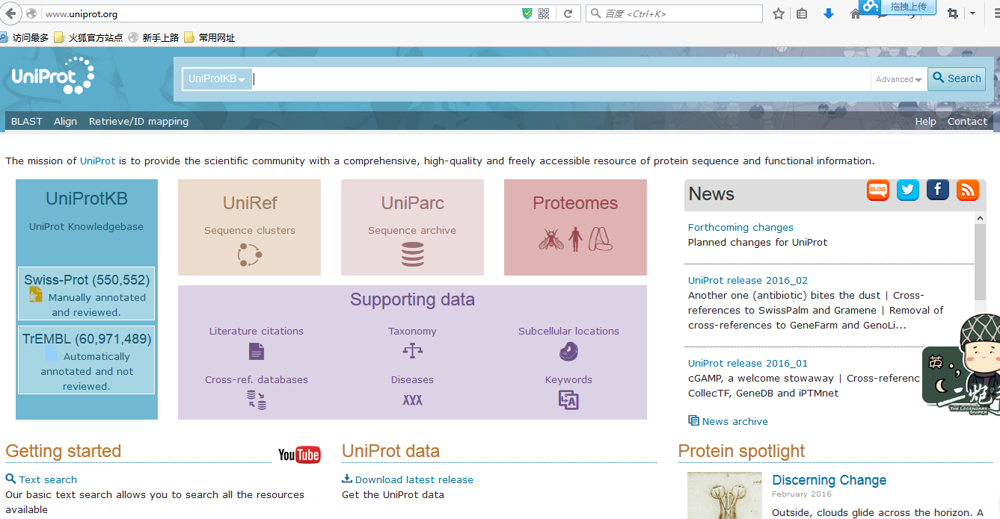 www.uniprot.org
百度 <Ctrl+K>
拖拽上传
访问最多 火狐官方站点 新手上路 常用网址
UniProt
UniProtKB
Advanced
Search
BLAST Align Retrieve/ID mapping
Help Contact
The mission of UniProt is to provide the scientific community with a comprehensive, high-quality and freely accessible resource of protein sequence and functional information.
UniProtKB
UniProt Knowledgebase
Swiss-Prot (550,552)
Manually annotated
and reviewed.
TrEMBL (60,971,489)
Automatically
annotated and not
reviewed.
UniRef
Sequence clusters
UniParc
Sequence archive
Proteomes
Supporting data
Literature citations
Taxonomy
Subcellular locations
Cross-ref. databases
Diseases
Keywords
News
BLOG
Forthcoming changes
Planned changes for UniProt
UniProt release 2016_02
Another one (antibiotic) bites the dust | Cross-
references to SwissPalm and Gramene | Removal of
cross-references to GeneFarm and GenoLi...
UniProt release 2016_01
cGAMP, a welcome stowaway | Cross-referenc
CollecTF, GeneDB and iPTMnet
News archive
英
二炮手
THE LEGENDARY
SNIPER
Getting started
YouTube
Text search
Our basic text search allows you to search all the resources
available
UniProt data
Download latest release
Get the UniProt data
Protein spotlight
Discerning Change
February 2016
Outside, clouds glide across the horizon. A